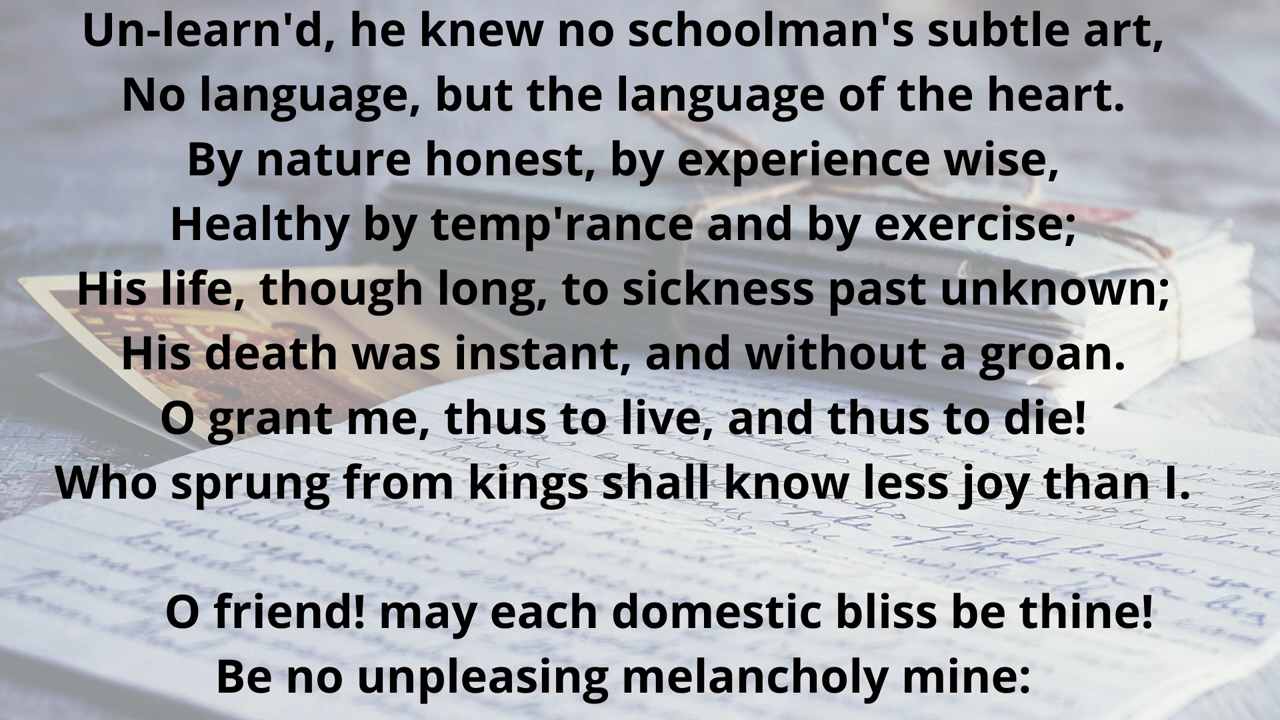 Un-learn'd, he knew no schoolman's subtle art,
No language, but the language of the heart.
By nature honest, by experience wise,
Healthy by temp'rance and by exercise;
His life, though long, to sickness past unknown;
His death was instant, and without a groan.
O grant me, thus to live, and thus to die!
Who sprung from kings shall know less joy than I.
O friend! may each domestic bliss be thine!
Be no unpleasing melancholy mine: